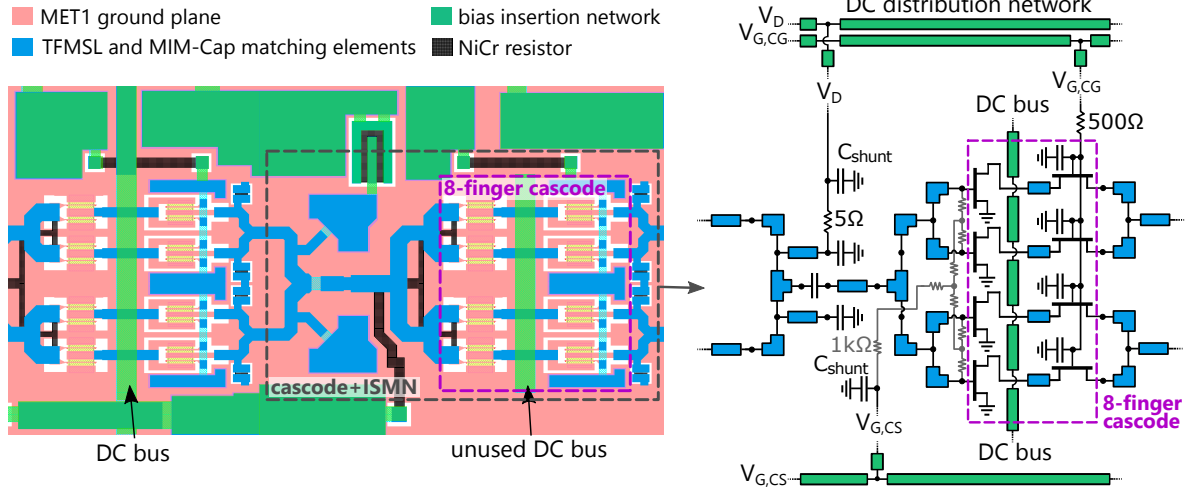 MET1 ground plane
bias insertion network
TFMSL and MIM-Cap matching elements
NiCr resistor
8-finger cascode
cascode+ISMN
DC bus
unused DC bus
DC distribution network
V_D
V_G,CG
V_D
V_G,CG
DC bus
500Ω
C_shunt
5Ω
1kΩ
C_shunt
V_G,CS
8-finger
cascode
DC bus
V_G,CS